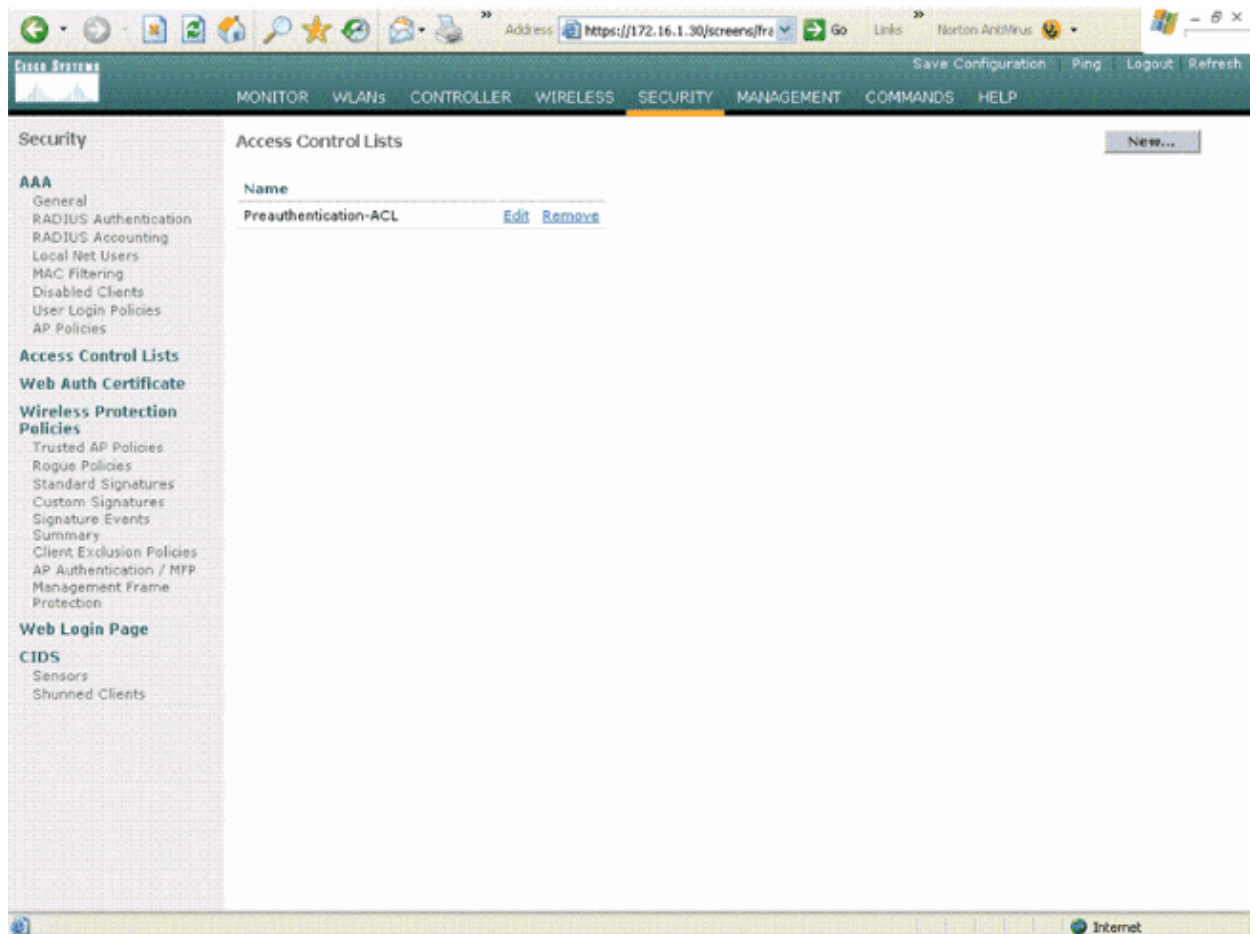 » Address https://172.16.1.30/screens/fra Go Links » Norton AntiVirus
CISCO SYSTEMS
Save Configuration Ping Logout Refresh
MONITOR WLANs CONTROLLER WIRELESS SECURITY MANAGEMENT COMMANDS HELP
Security
Access Control Lists
New...
AAA
General
RADIUS Authentication
RADIUS Accounting
Local Net Users
MAC Filtering
Disabled Clients
User Login Policies
AP Policies
Access Control Lists
Web Auth Certificate
Wireless Protection
Policies
Trusted AP Policies
Rogue Policies
Standard Signatures
Custom Signatures
Signature Events
Summary
Client Exclusion Policies
AP Authentication / MFP
Management Frame
Protection
Web Login Page
CIDS
Sensors
Shunned Clients
Name
Preauthentication-ACL Edit Remove
Internet